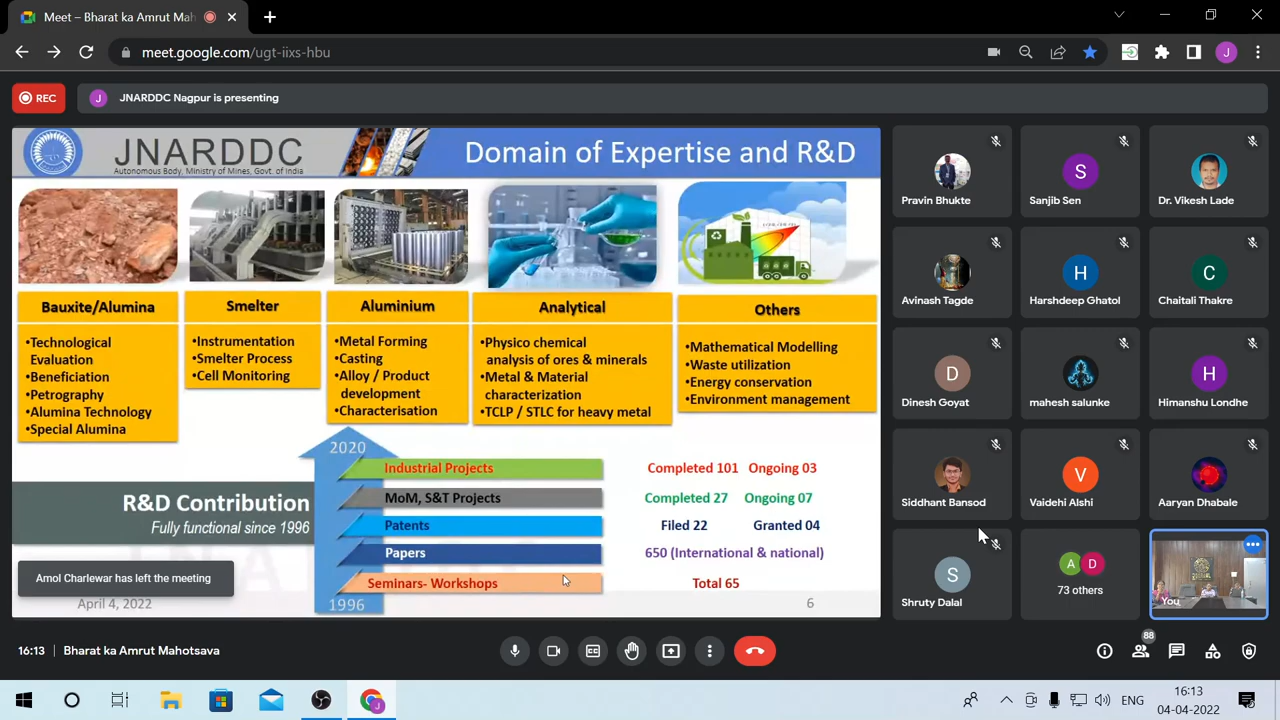 Meet – Bharat ka Amrut Mah
meet.google.com/ugt-iixs-hbu
J
REC
J
JNARDDC Nagpur is presenting
JNARDDC
Autonomous Body, Ministry of Mines, Govt. of India
Domain of Expertise and R&D
Bauxite/Alumina
•Technological
Evaluation
•Beneficiation
•Petrography
•Alumina Technology
•Special Alumina
Smelter
•Instrumentation
•Smelter Process
•Cell Monitoring
Aluminium
•Metal Forming
•Casting
•Alloy / Product
development
•Characterisation
Analytical
•Physico chemical
analysis of ores & minerals
•Metal & Material
characterization
•TCLP / STLC for heavy metal
Others
•Mathematical Modelling
•Waste utilization
•Energy conservation
•Environment management
R&D Contribution
Fully functional since 1996
2020
1996
Industrial Projects
Completed 101 Ongoing 03
MoM, S&T Projects
Completed 27 Ongoing 07
Patents
Filed 22 Granted 04
Papers
650 (International & national)
Seminars- Workshops
Total 65
Amol Charlewar has left the meeting
April 4, 2022
6
Pravin Bhukte
S
Sanjib Sen
Dr. Vikesh Lade
Avinash Tagde
H
Harshdeep Ghatol
C
Chaitali Thakre
D
Dinesh Goyat
mahesh salunke
H
Himanshu Londhe
Siddhant Bansod
V
Vaidehi Alshi
Aaryan Dhabale
S
Shruty Dalal
A D
73 others
You
16:13 Bharat ka Amrut Mahotsava
88
ENG
16:13
04-04-2022